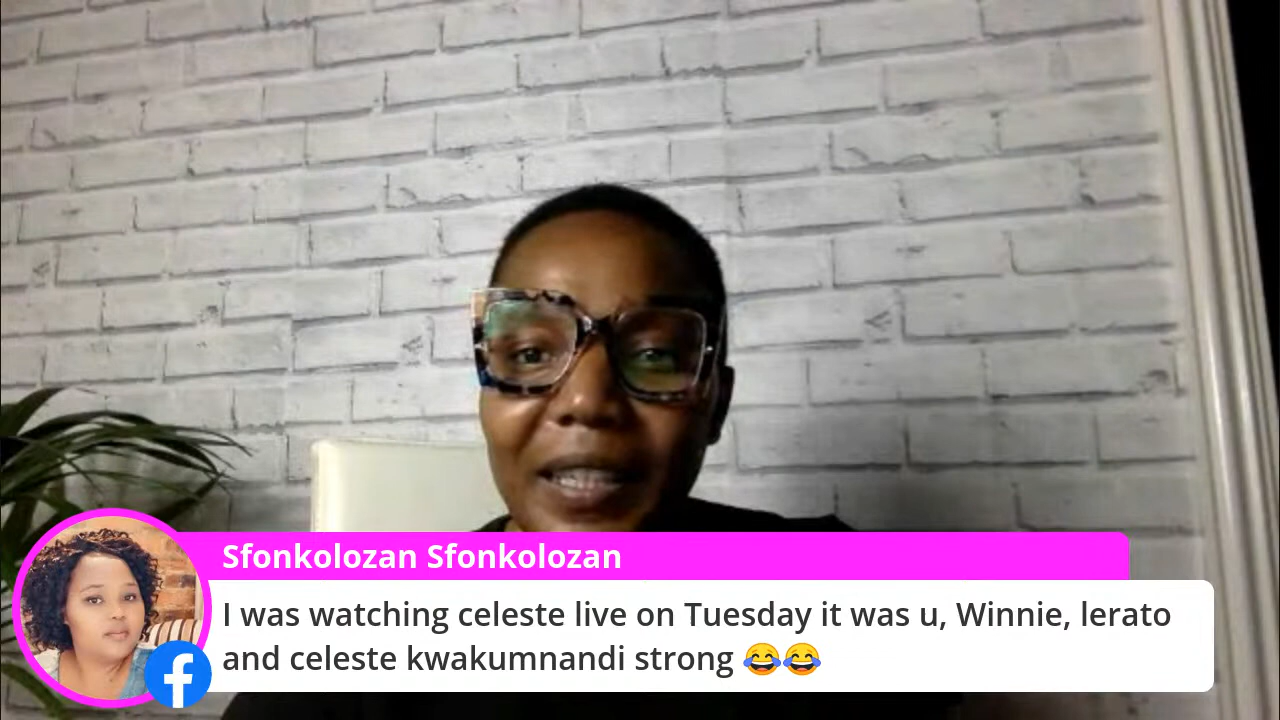 Sfonkolozan Sfonkolozan
I was watching celeste live on Tuesday it was u, Winnie, lerato
and celeste kwakumnandi strong 😂😂